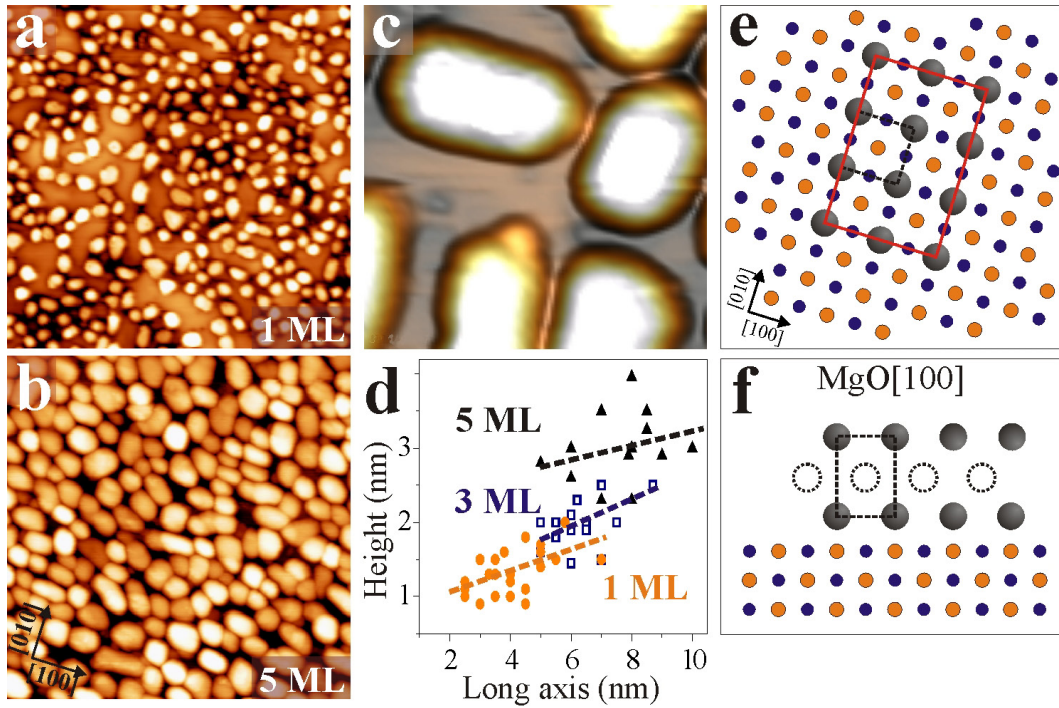 a
1 ML
b
[010]
[100]
5 ML
c
d
5 ML
3 ML
1 ML
Height (nm)
3
2
1
2
4
6
8
10
Long axis (nm)
e
[010]
[100]
f
MgO[100]